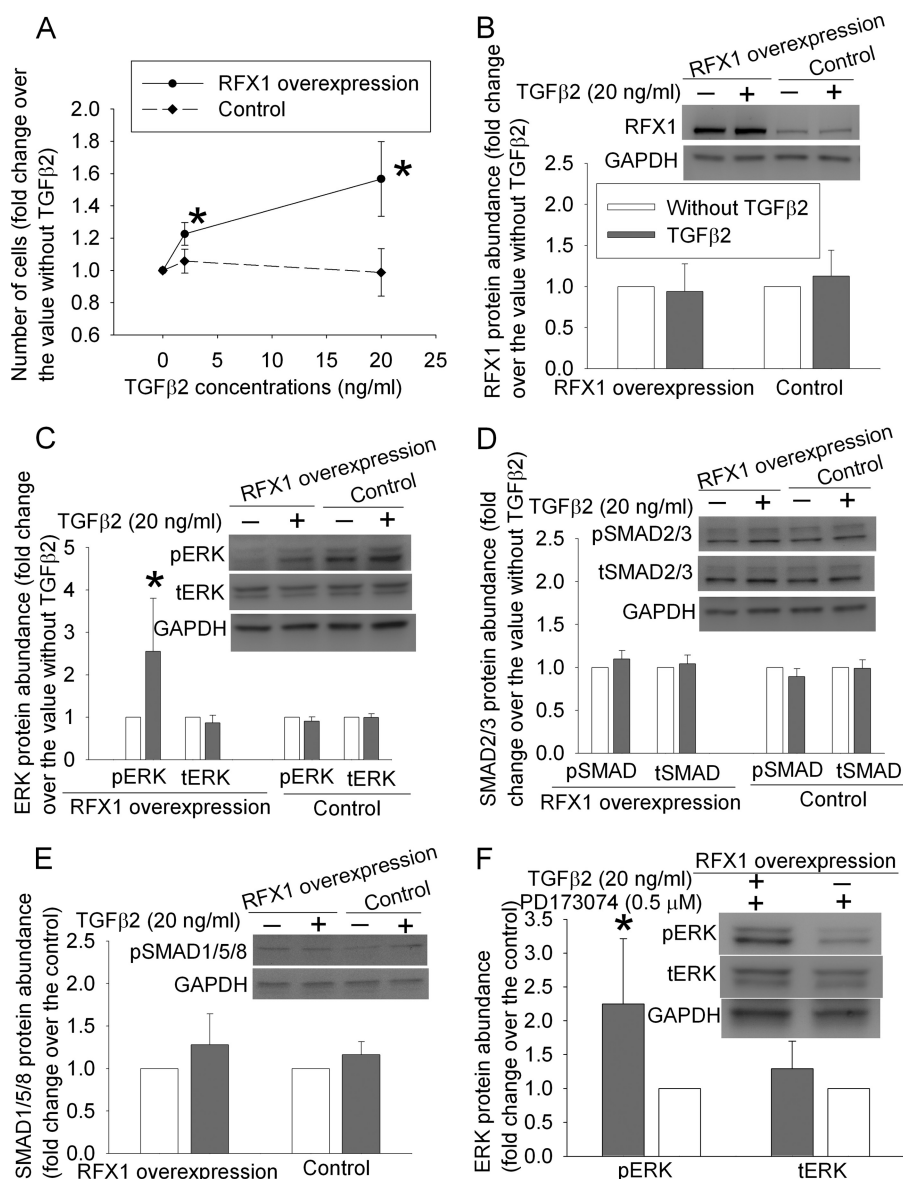 A
RFX1 overexpression
Control
Number of cells (fold change over
the value without TGFβ2)
2.0
1.8
1.6
1.4
1.2
1.0
0.8
0.6
*
*
0
5
10
15
20
25
TGFβ2 concentrations (ng/ml)
B
RFX1 overexpression
Control
TGFβ2 (20 ng/ml)
— + — +
RFX1
GAPDH
Without TGFβ2
TGFβ2
RFX1 protein abundance (fold change
over the value without TGFβ2)
2.5
2.0
1.5
1.0
0.5
0.0
RFX1 overexpression
Control
C
RFX1 overexpression
Control
TGFβ2 (20 ng/ml)
— + — +
pERK
tERK
GAPDH
ERK protein abundance (fold change
over the value without TGFβ2)
5
4
3
2
1
0
*
pERK tERK pERK tERK
RFX1 overexpression
Control
D
RFX1 overexpression
Control
TGFβ2 (20 ng/ml)
— + — +
pSMAD2/3
tSMAD2/3
GAPDH
SMAD2/3 protein abundance (fold
change over the value without TGFβ2)
2.5
2.0
1.5
1.0
0.5
0.0
pSMAD tSMAD pSMAD tSMAD
RFX1 overexpression
Control
E
RFX1 overexpression
Control
TGFβ2 (20 ng/ml)
— + — +
pSMAD1/5/8
GAPDH
SMAD1/5/8 protein abundance
(fold change over the control)
2.5
2.0
1.5
1.0
0.5
0.0
RFX1 overexpression
Control
F
RFX1 overexpression
TGFβ2 (20 ng/ml) + —
PD173074 (0.5 μM) + +
pERK
tERK
GAPDH
ERK protein abundance
(fold change over the control)
3.5
3.0
2.5
2.0
1.5
1.0
0.5
0.0
*
pERK
tERK